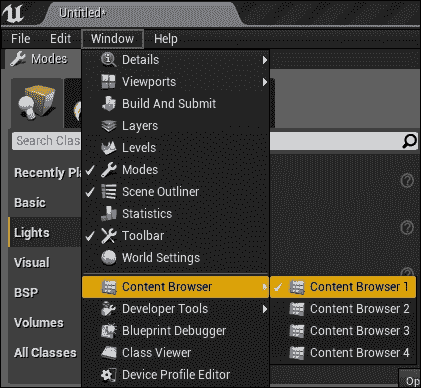 Untitled*
File Edit Window Help
Modes
Details
Viewports
Build And Submit
Layers
Search Clas
Levels
Recently Pla
Modes
Basic
Scene Outliner
Statistics
Lights
Toolbar
Visual
World Settings
BSP
Content Browser
Content Browser 1
Volumes
Developer Tools
Content Browser 2
Blueprint Debugger
Content Browser 3
All Classes
Class Viewer
Content Browser 4
Device Profile Editor
Op